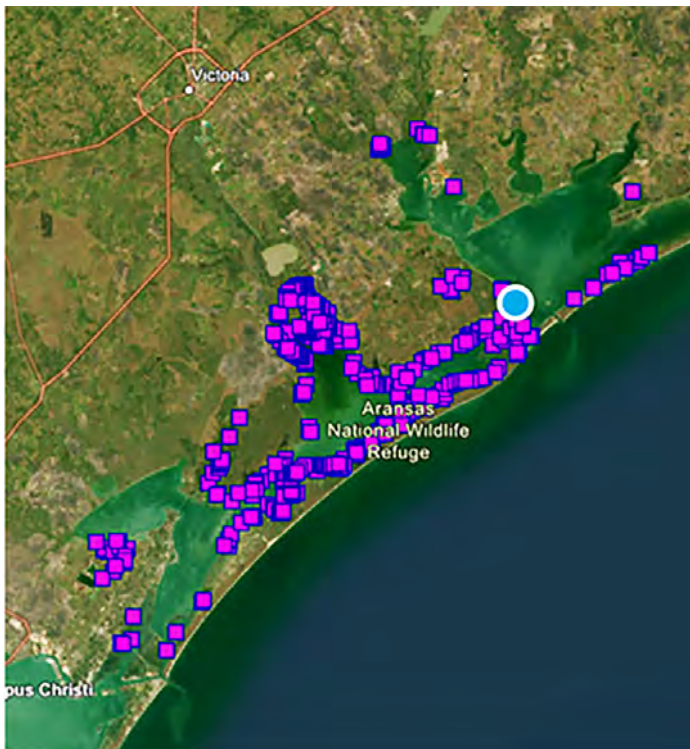 Victoria
Aransas
National Wildlife
Refuge
pus Christi